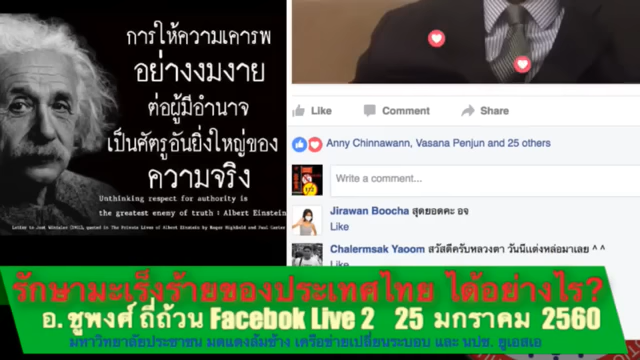 การให้ความเคารพ
อย่างงมงาย
ต่อผู้มีอำนาจ
เป็นศัตรูอันยิ่งใหญ่ของ
ความจริง
Unthinking respect for authority is
the greatest enemy of truth : Albert Einstein
Like Comment Share
Anny Chinnawann, Vasana Penjun and 25 others
Write a comment...
Jirawan Boocha สุดยอดคะ อจ
Like
Chalermsak Yaoom สวัสดีครับหลวงตา วันนี้แต่งหล่อมาเลย ^ ^
Like
รักษามะเร็งร้ายของประเทศไทย ได้อย่างไร?
อ. ชูพงศ์ ถี่ถ้วน Facebok Live 2 25 มกราคม 2560
มหาวิทยาลัยประชาชน มดแดงล้มช้าง เครือข่ายเปลี่ยนระบอบ และ นปช. ยูเอสเอ